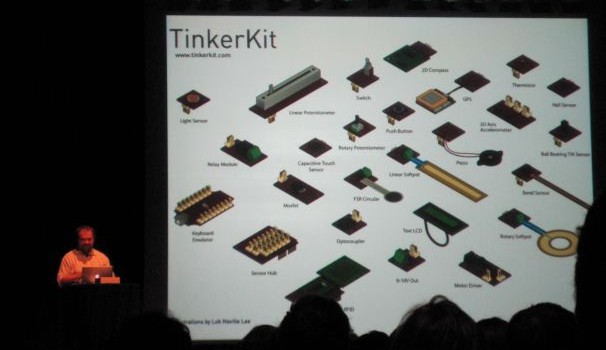 TinkerKit
www.tinkerkit.com
2D Compass
Switch
Thermistor
GPS
Hall Sensor
Light Sensor
Linear Potentiometer
Push Button
3D Axis
Accelerometer
Rotary Potentiometer
Ball Bearing Tilt Sensor
Relay Module
Capacitive Touch
Sensor
Piezo
Linear Softpot
Bend Sensor
Mosfet
FSR Circular
Keyboard
Emulator
Optocoupler
Text LCD
Rotary Softpot
Sensor Hub
Motor Driver
by Loh Neville Lee